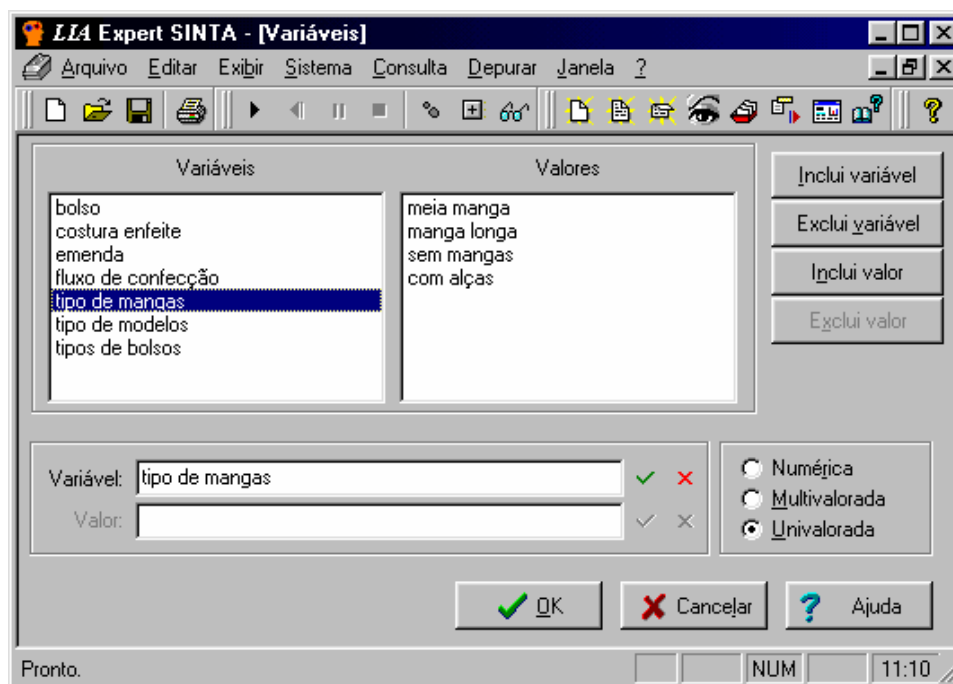 LIA Expert SINTA - [Variáveis]
Arquivo Editar Exibir Sistema Consulta Depurar Janela ?
Variáveis
bolso
costura enfeite
emenda
fluxo de confecção
tipo de mangas
tipo de modelos
tipos de bolsos
Valores
meia manga
manga longa
sem mangas
com alças
Inclui variável
Exclui variável
Inclui valor
Exclui valor
Variável: tipo de mangas
Valor:
Numérica
Multivalorada
Univalorada
OK Cancelar ? Ajuda
Pronto. NUM 11:10